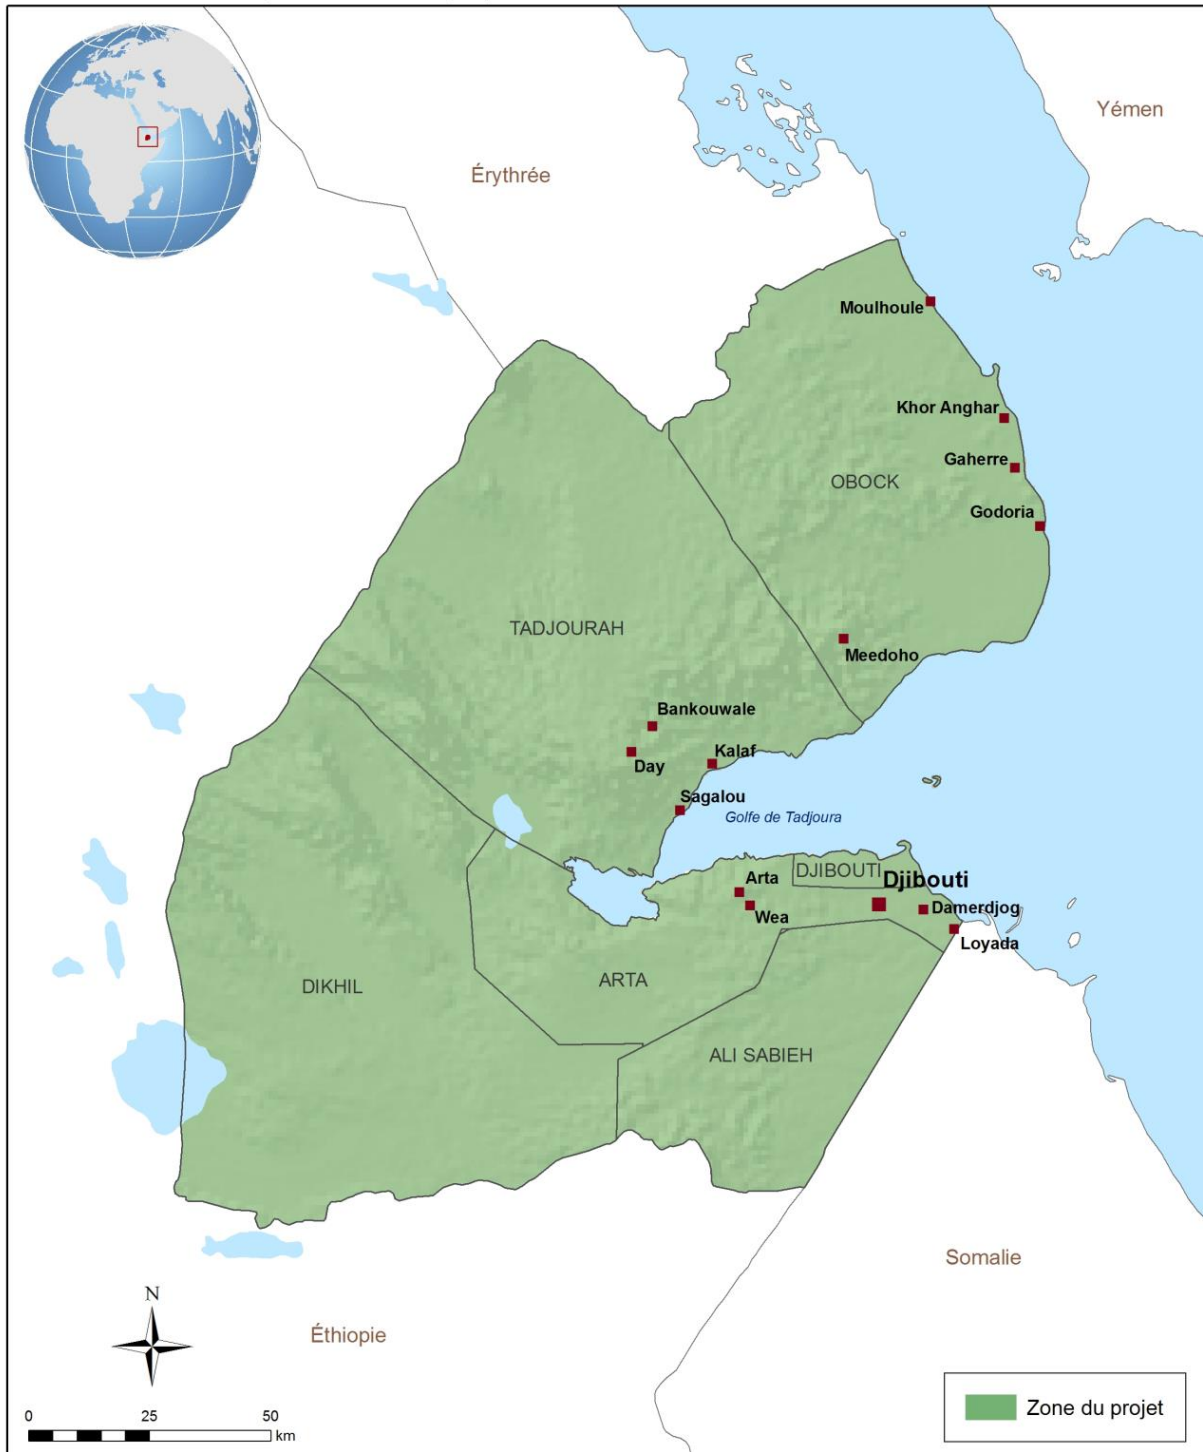 Yémen
Érythrée
Moulhoule
Khor Anghar
Gaherre
OBOCK
Godoria
TADJOURAH
Meedoho
Bankouwale
Kalaf
Day
Sagalou
Golfe de Tadjoura
DJIBOUTI
Arta
Djibouti
Wea
Damerdjog
Loyada
DIKHIL
ARTA
ALI SABIEH
Somalie
N
Éthiopie
Zone du projet
0 25 50
km